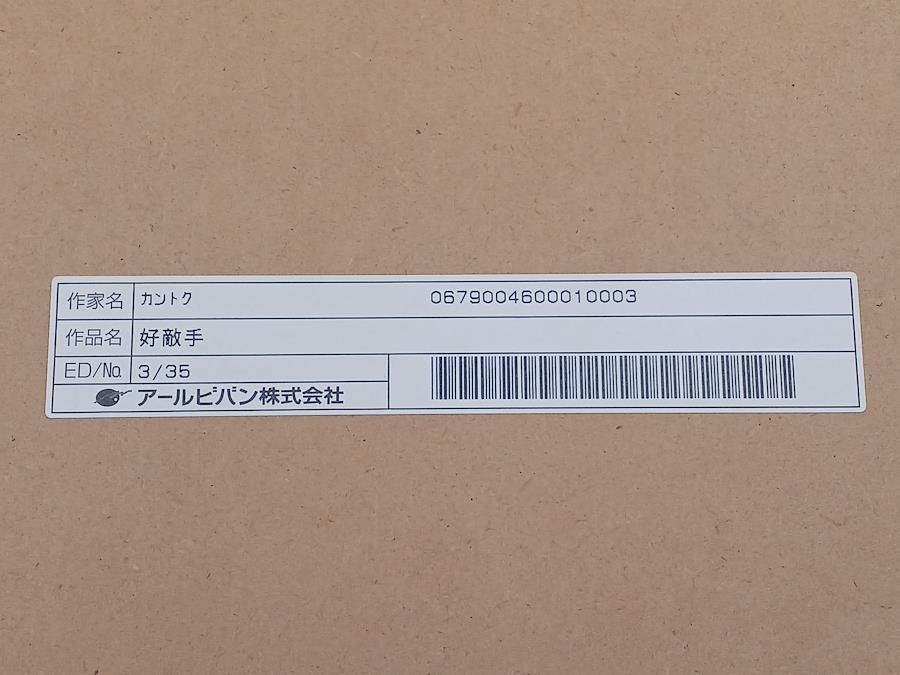 作家名 カントク 0679004600010003
作品名 好敵手
ED/No. 3/35
アールビバン株式会社